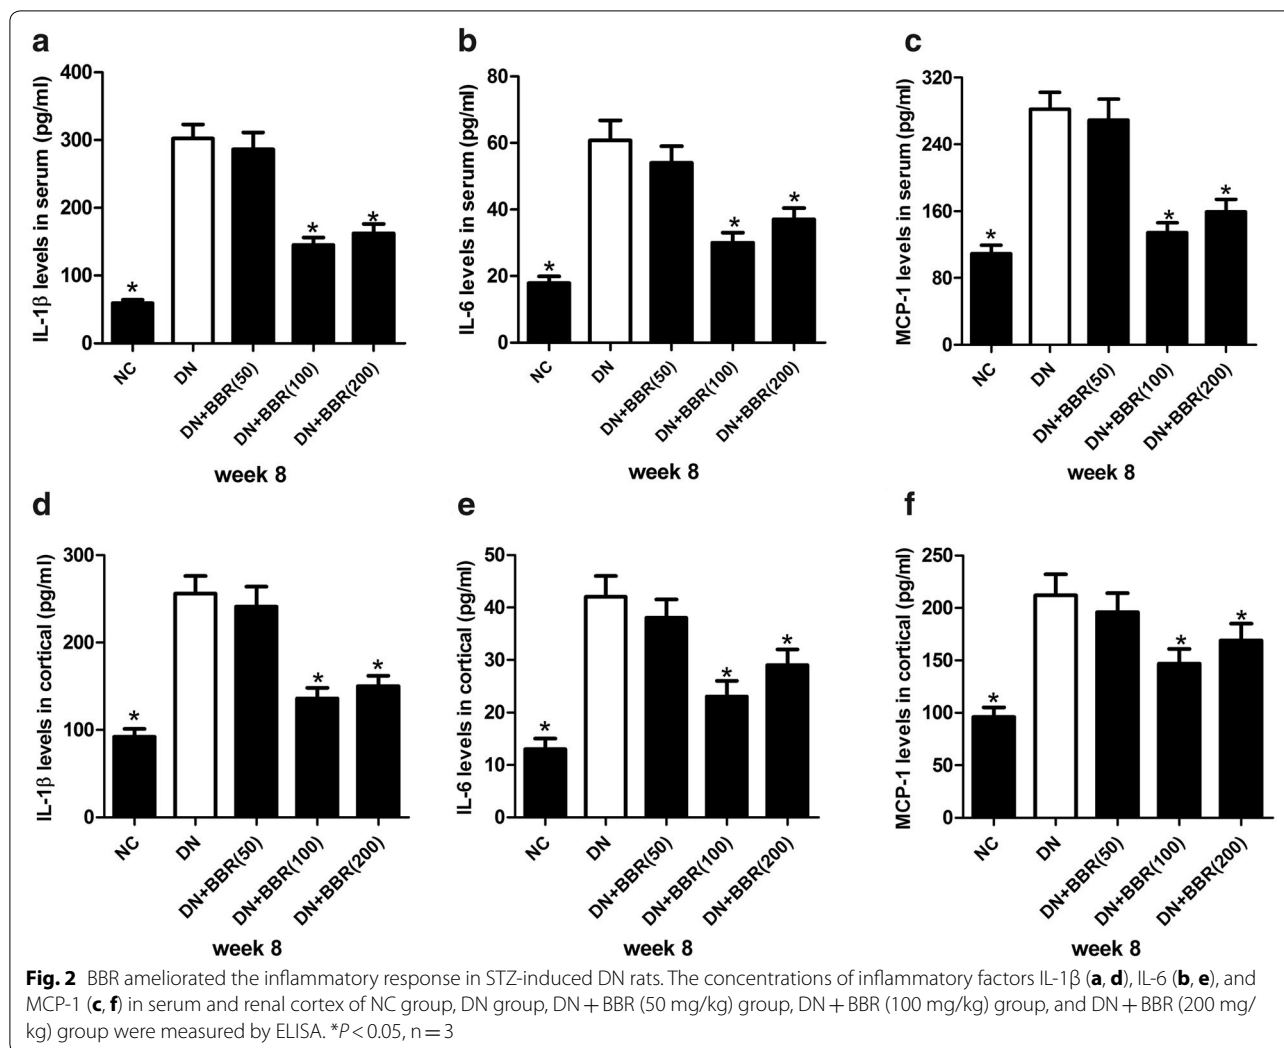 a
IL-1β levels in serum (pg/ml)
400
300
200
100
0
*
*
*
NC
DN
DN+BBR(50)
DN+BBR(100)
DN+BBR(200)
week 8
b
IL-6 levels in serum (pg/ml)
80
60
40
20
0
*
*
*
NC
DN
DN+BBR(50)
DN+BBR(100)
DN+BBR(200)
week 8
c
MCP-1 levels in serum (pg/ml)
320
240
160
80
0
*
*
*
NC
DN
DN+BBR(50)
DN+BBR(100)
DN+BBR(200)
week 8
d
IL-1β levels in cortical (pg/ml)
300
200
100
0
*
*
*
NC
DN
DN+BBR(50)
DN+BBR(100)
DN+BBR(200)
week 8
e
IL-6 levels in cortical (pg/ml)
50
40
30
20
10
0
*
*
*
NC
DN
DN+BBR(50)
DN+BBR(100)
DN+BBR(200)
week 8
f
MCP-1 levels in cortical (pg/ml)
250
200
150
100
50
0
*
*
*
NC
DN
DN+BBR(50)
DN+BBR(100)
DN+BBR(200)
week 8
Fig. 2 BBR ameliorated the inflammatory response in STZ-induced DN rats. The concentrations of inflammatory factors IL-1β (a, d), IL-6 (b, e), and
MCP-1 (c, f) in serum and renal cortex of NC group, DN group, DN + BBR (50 mg/kg) group, DN + BBR (100 mg/kg) group, and DN + BBR (200 mg/
kg) group were measured by ELISA. *P < 0.05, n = 3